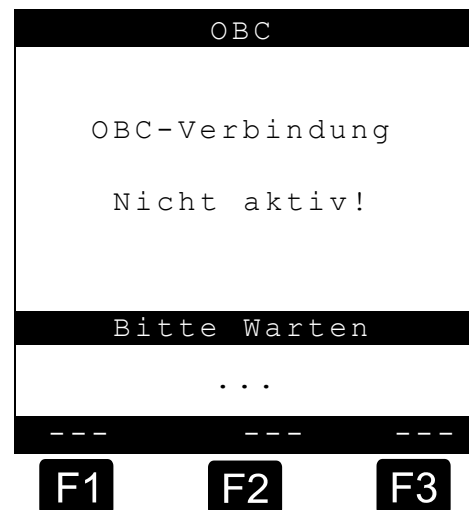 OBC
OBC-Verbindung
Nicht aktiv!
Bitte Warten
...
--- --- ---
F1 F2 F3